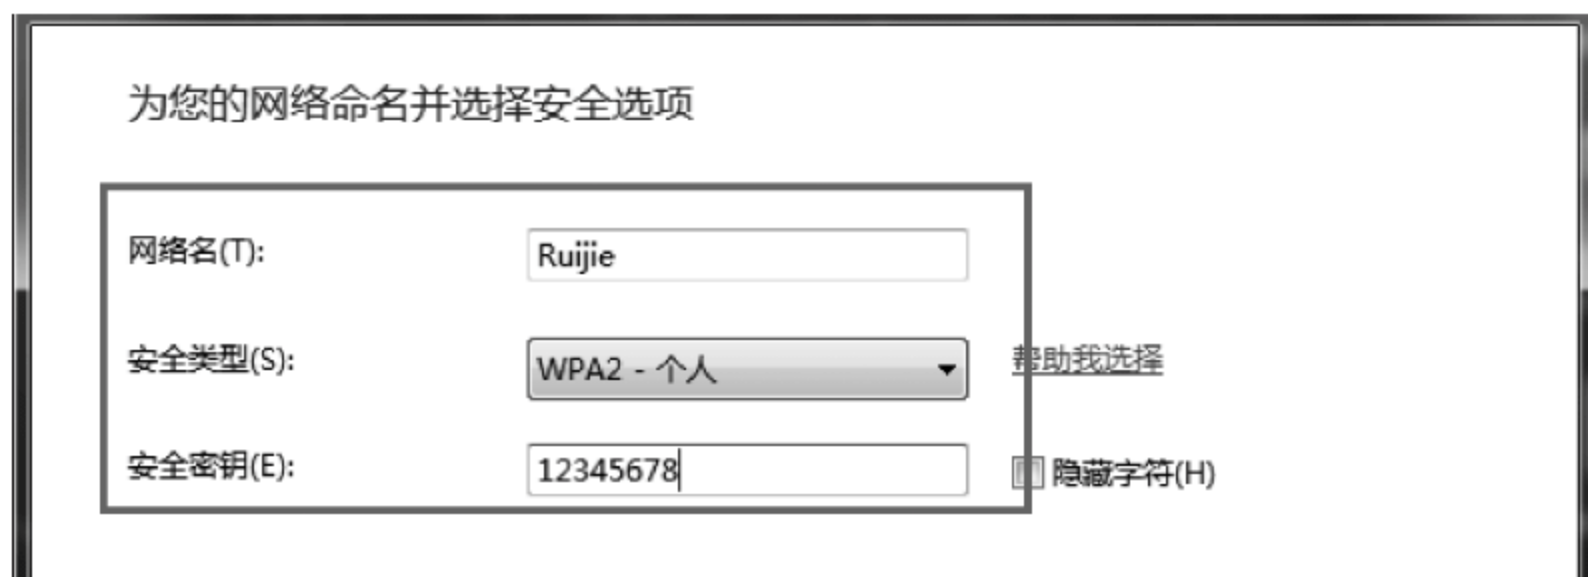 为您的网络命名并选择安全选项
网络名(T): Ruijie
安全类型(S): WPA2 - 个人 帮助我选择
安全密钥(E): 12345678 隐藏字符(H)